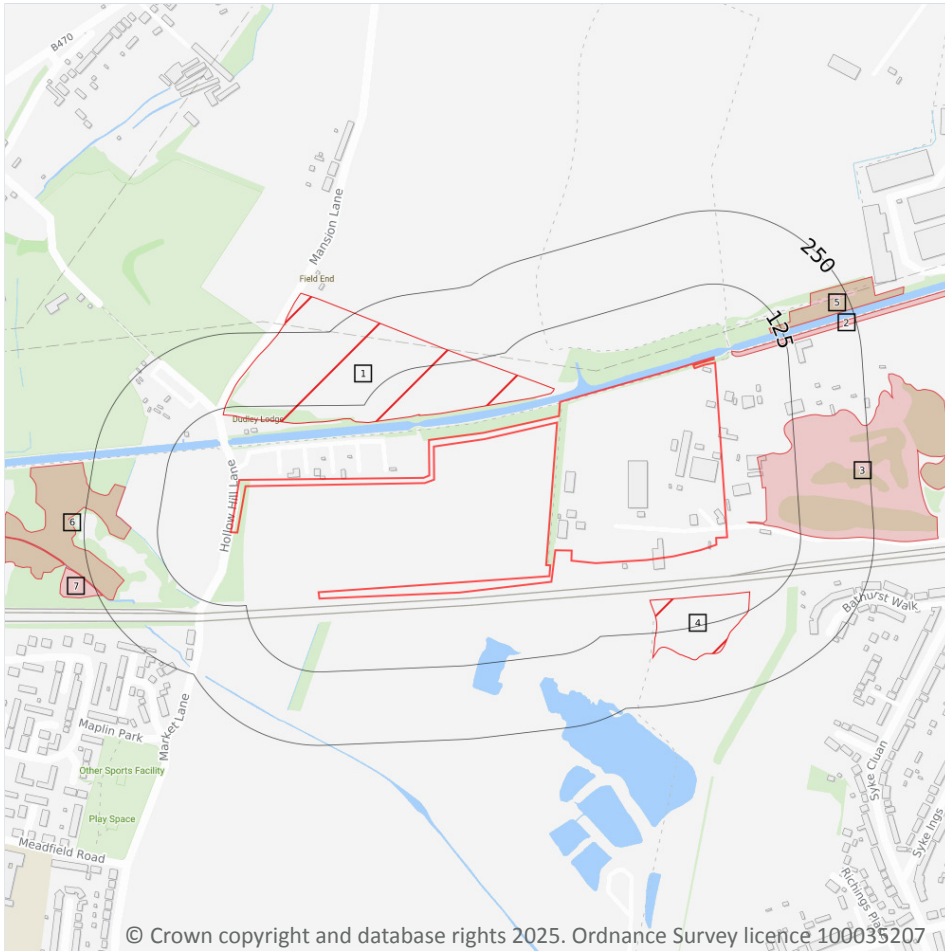 B470
Mansion Lane
Field End
250
5
2
125
1
Dudley Lodge
3
Hollow Hill Lane
6
7
4
Bathurst Walk
Market Lane
Maplin Park
Other Sports Facility
Syke Cluan
Play Space
Syke Ings
Meadfield Road
Richings Pla
© Crown copyright and database rights 2025. Ordnance Survey licence 100035207